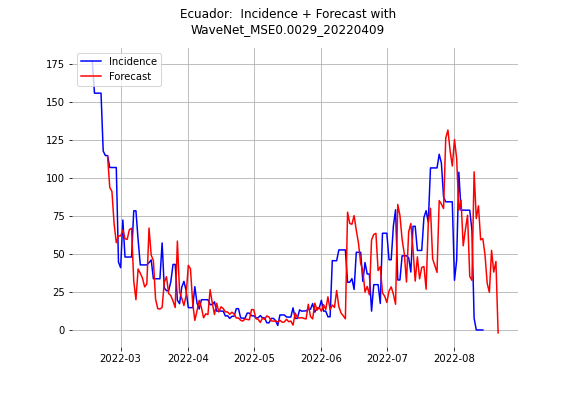 Ecuador:  Incidence + Forecast with
WaveNet_MSE0.0029_20220409
Incidence
Forecast
175
150
125
100
75
50
25
0
2022-03 2022-04 2022-05 2022-06 2022-07 2022-08